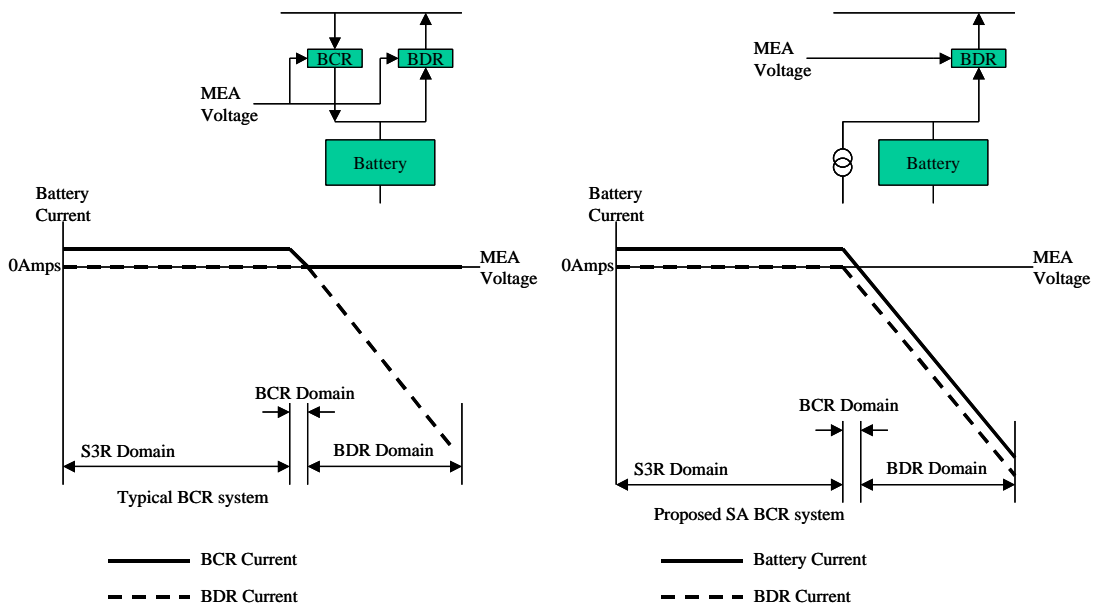 BCR
BDR
MEA
Voltage
Battery
Battery
Current
0Amps
MEA
Voltage
BCR Domain
S3R Domain
BDR Domain
Typical BCR system
BCR Current
BDR Current
MEA
Voltage
BDR
Battery
Battery
Current
0Amps
MEA
Voltage
BCR Domain
S3R Domain
BDR Domain
Proposed SA BCR system
Battery Current
BDR Current